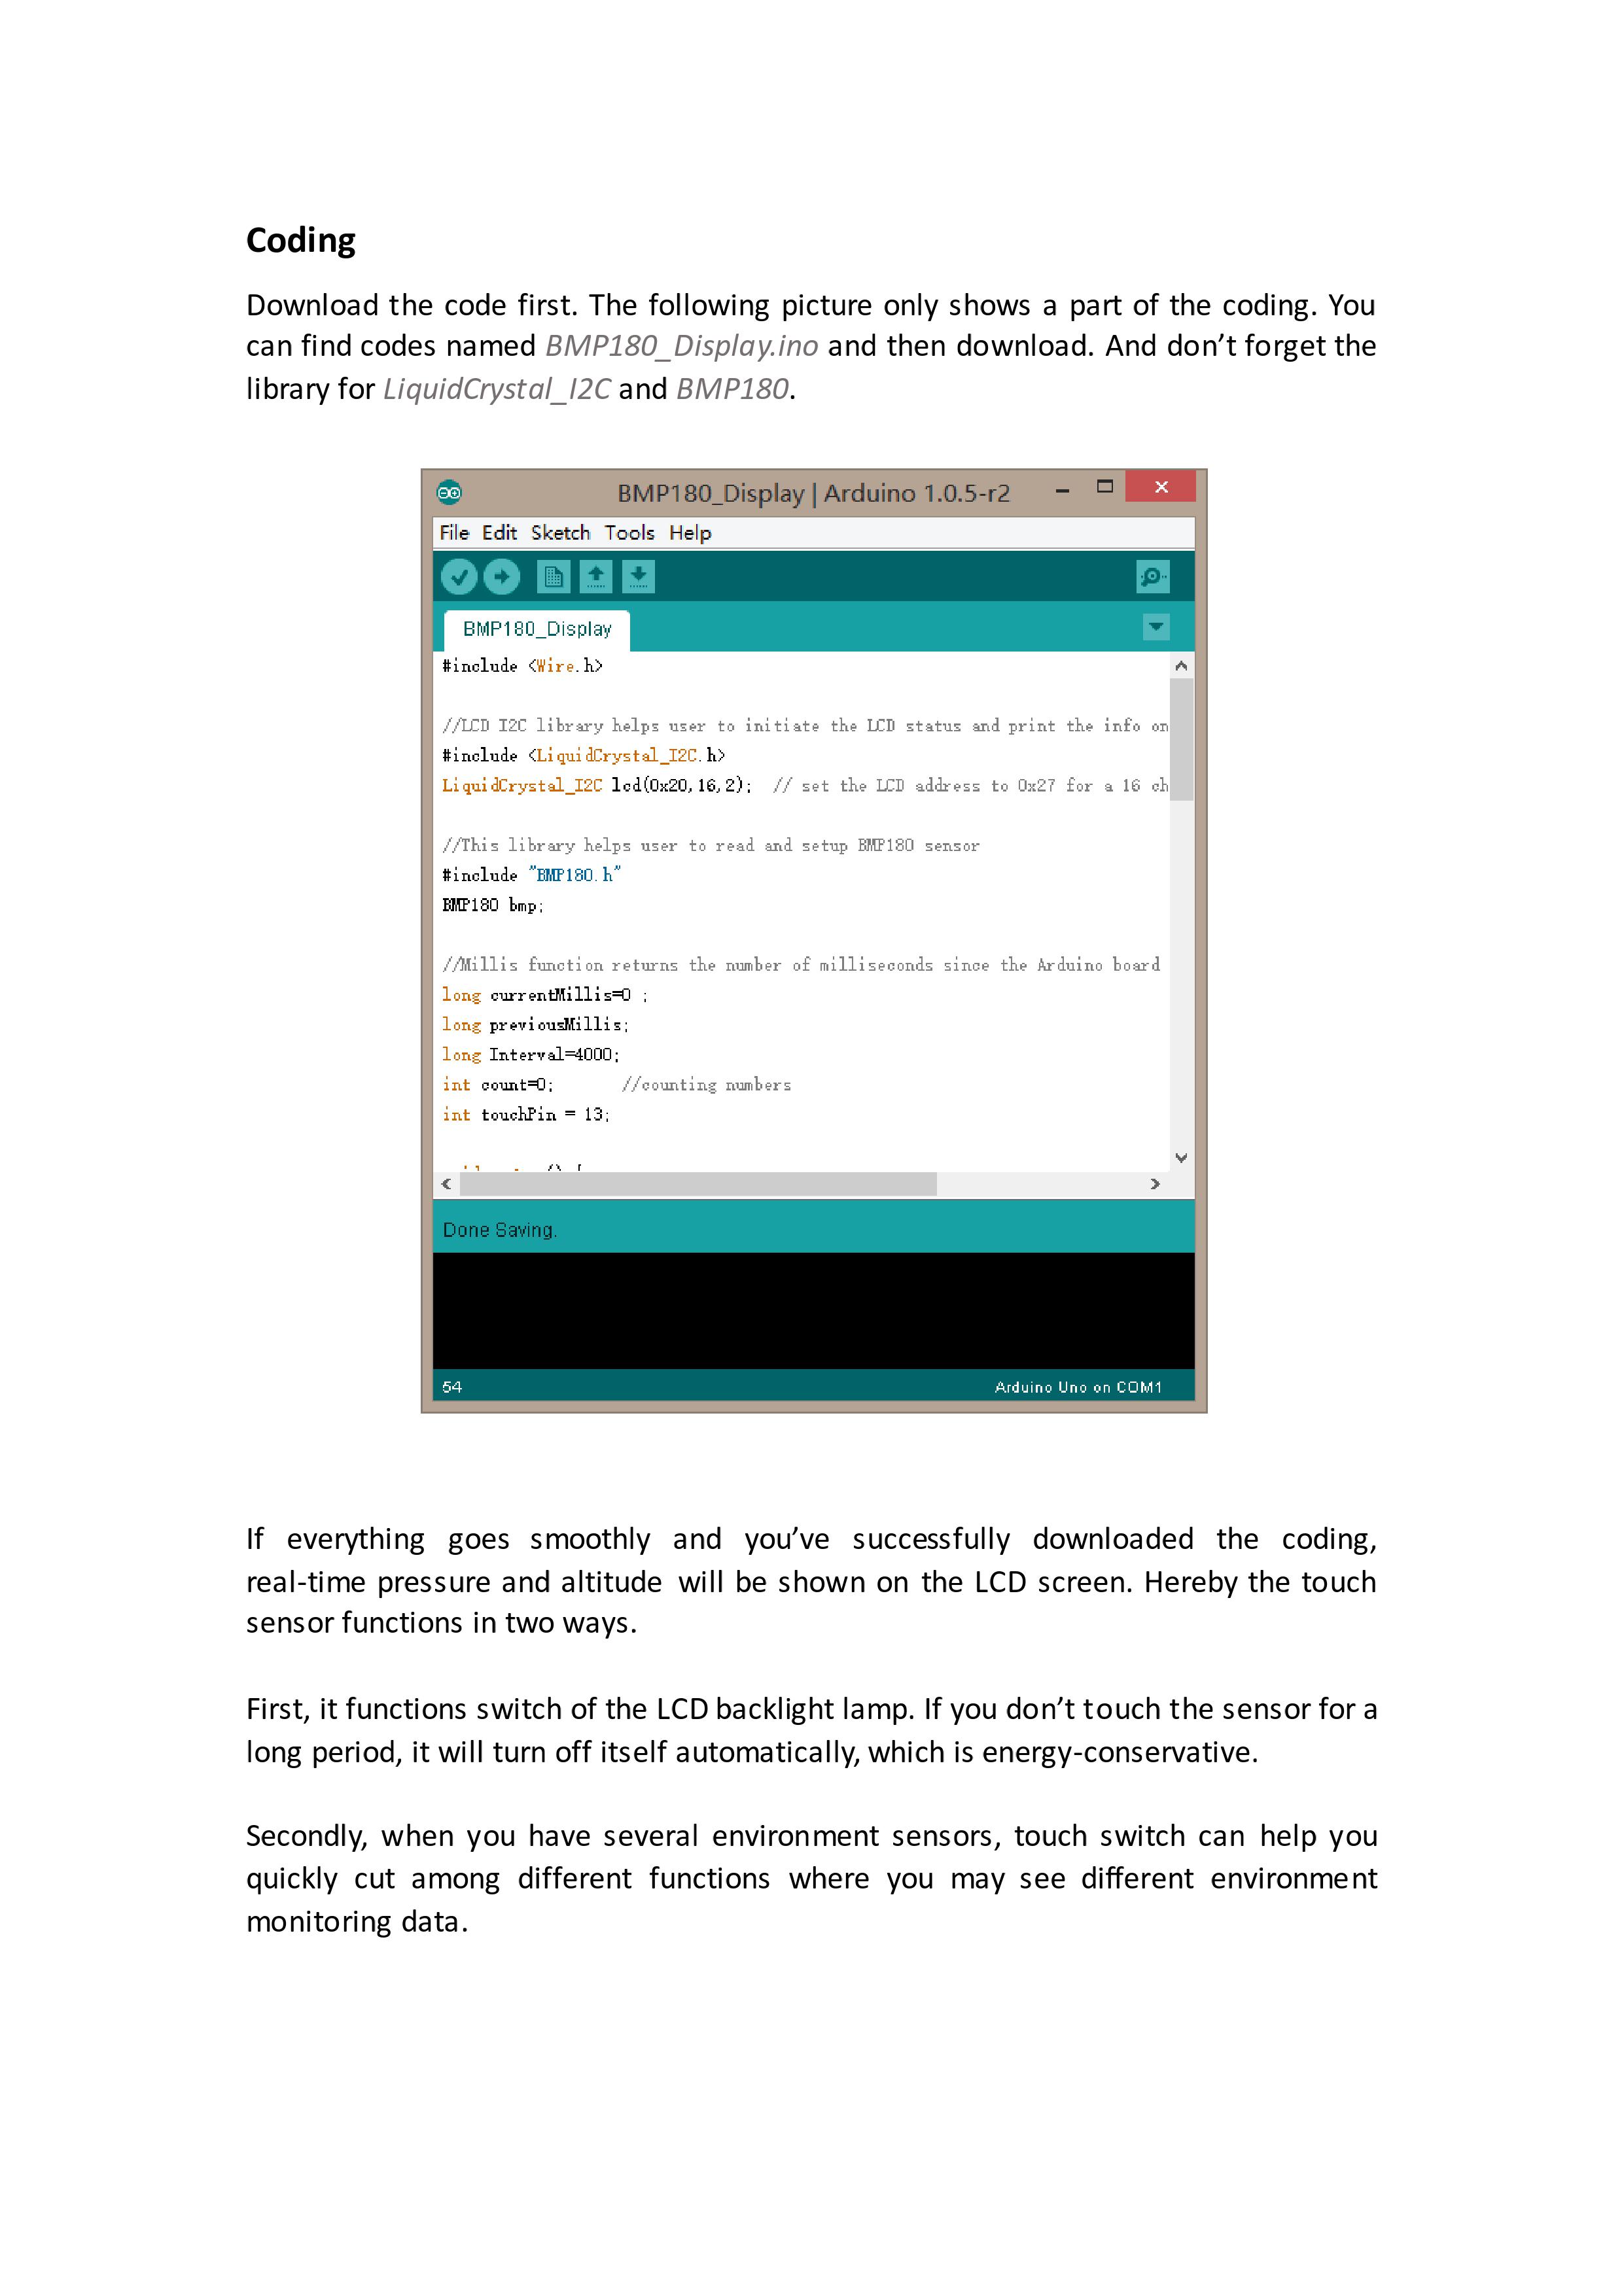 Coding
Download the code first. The following picture only shows a part of the coding. You
can find codes named BMP180_Display.ino and then download. And don’t forget the
library for LiquidCrystal_I2C and BMP180.
BMP180_Display | Arduino 1.0.5-r2
File Edit Sketch Tools Help
BMP180_Display
#include <Wire.h>
//LCD I2C library helps user to initiate the LCD status and print the info on
#include <LiquidCrystal_I2C.h>
LiquidCrystal_I2C lcd(0x20,16,2); // set the LCD address to 0x27 for a 16 ch
//This library helps user to read and setup BMP180 sensor
#include "BMP180.h"
BMP180 bmp;
//Millis function returns the number of milliseconds since the Arduino board
long currentMillis=0 ;
long previousMillis;
long Interval=4000;
int count=0; //counting numbers
int touchPin = 13;
Done Saving.
54 Arduino Uno on COM1
If everything goes smoothly and you’ve successfully downloaded the coding,
real-time pressure and altitude will be shown on the LCD screen. Hereby the touch
sensor functions in two ways.
First, it functions switch of the LCD backlight lamp. If you don’t touch the sensor for a
long period, it will turn off itself automatically, which is energy-conservative.
Secondly, when you have several environment sensors, touch switch can help you
quickly cut among different functions where you may see different environment
monitoring data.